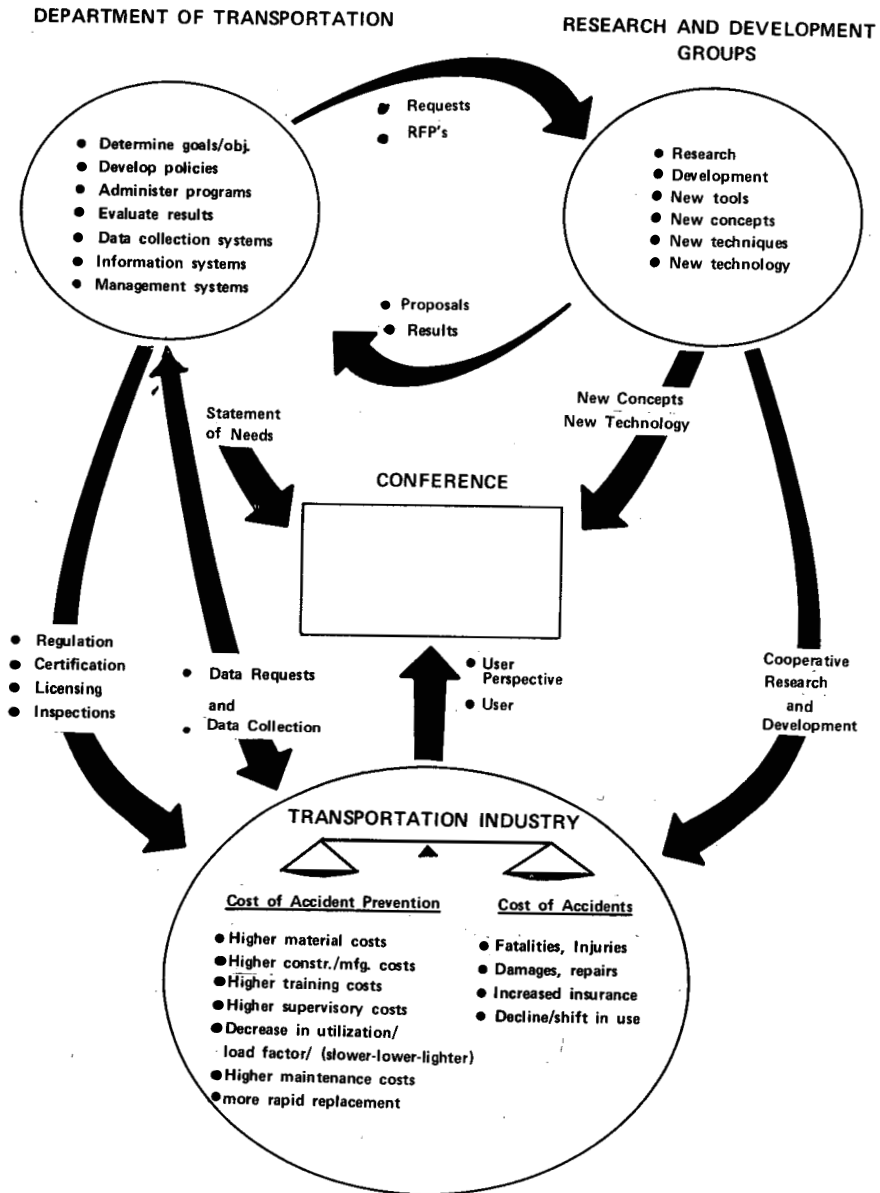 DEPARTMENT OF TRANSPORTATION
RESEARCH AND DEVELOPMENT
GROUPS
● Requests
● RFP's
● Determine goals/obj.
● Develop policies
● Administer programs
● Evaluate results
● Data collection systems
● Information systems
● Management systems
● Research
● Development
● New tools
● New concepts
● New techniques
● New technology
● Proposals
● Results
Statement
of Needs
New Concepts
New Technology
CONFERENCE
● Regulation
● Certification
● Licensing
● Inspections
● Data Requests
and
● Data Collection
● User
Perspective
● User
Cooperative
Research
and
Development
TRANSPORTATION INDUSTRY
Cost of Accident Prevention
● Higher material costs
● Higher constr./mfg. costs
● Higher training costs
● Higher supervisory costs
● Decrease in utilization/
load factor/ (slower-lower-lighter)
● Higher maintenance costs
● more rapid replacement
Cost of Accidents
● Fatalities, Injuries
● Damages, repairs
● Increased insurance
● Decline/shift in use